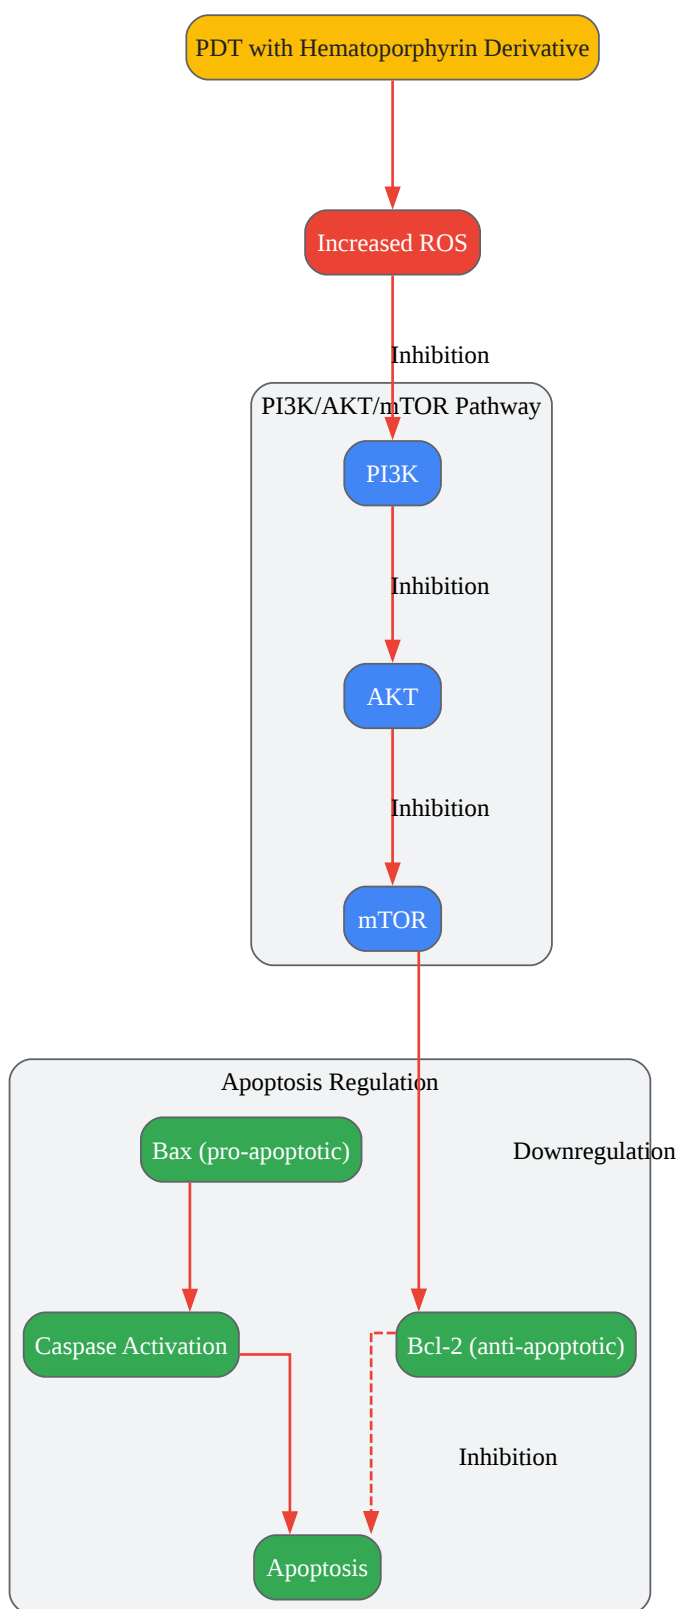 PDT with Hematoporphyrin Derivative
Increased ROS
Inhibition
PI3K/AKT/mTOR Pathway
PI3K
Inhibition
AKT
Inhibition
mTOR
Apoptosis Regulation
Bax (pro-apoptotic)
Downregulation
Caspase Activation
Bcl-2 (anti-apoptotic)
Inhibition
Apoptosis